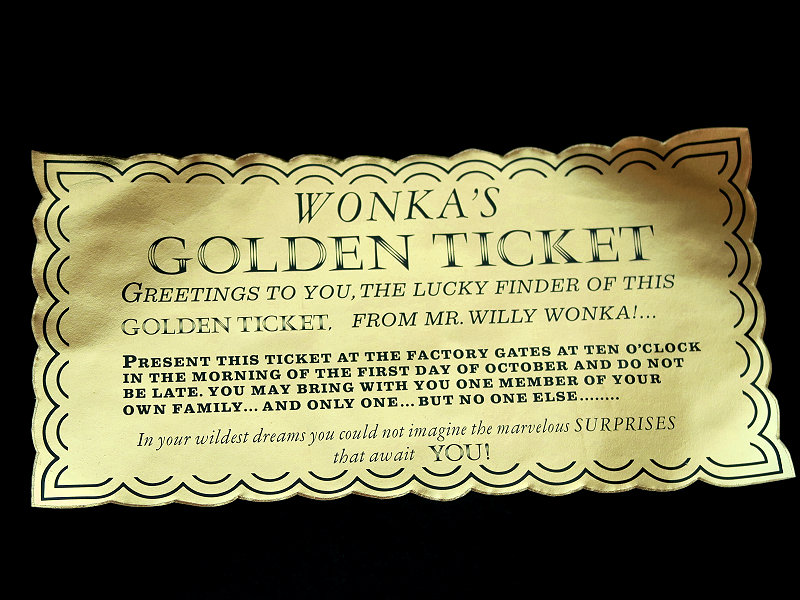 WONKA'S
GOLDEN TICKET
GREETINGS TO YOU, THE LUCKY FINDER OF THIS
GOLDEN TICKET, FROM MR. WILLY WONKA!...
PRESENT THIS TICKET AT THE FACTORY GATES AT TEN O'CLOCK
IN THE MORNING OF THE FIRST DAY OF OCTOBER AND DO NOT
BE LATE. YOU MAY BRING WITH YOU ONE MEMBER OF YOUR
OWN FAMILY... AND ONLY ONE... BUT NO ONE ELSE........
In your wildest dreams you could not imagine the marvelous SURPRISES
that await YOU!